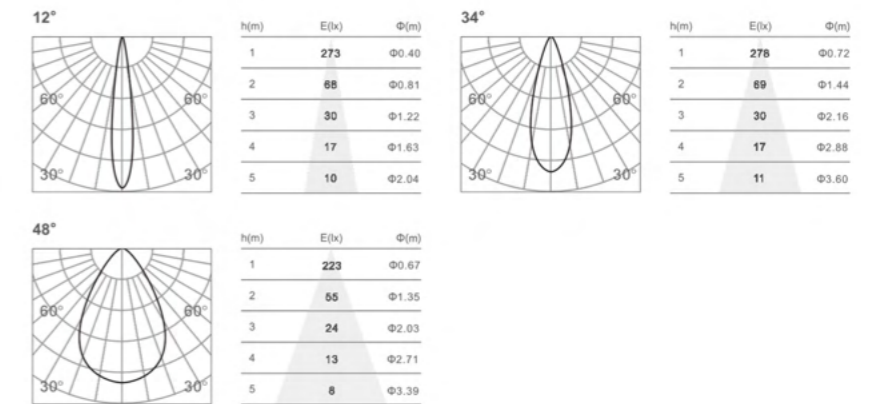 12°
60° 60°
30° 30°
h(m) E(lx) Φ(m)
1 273 Φ0.40
2 68 Φ0.81
3 30 Φ1.22
4 17 Φ1.63
5 10 Φ2.04
34°
60° 60°
30° 30°
h(m) E(lx) Φ(m)
1 278 Φ0.72
2 69 Φ1.44
3 30 Φ2.16
4 17 Φ2.88
5 11 Φ3.60
48°
60° 60°
30° 30°
h(m) E(lx) Φ(m)
1 223 Φ0.67
2 55 Φ1.35
3 24 Φ2.03
4 13 Φ2.71
5 8 Φ3.39